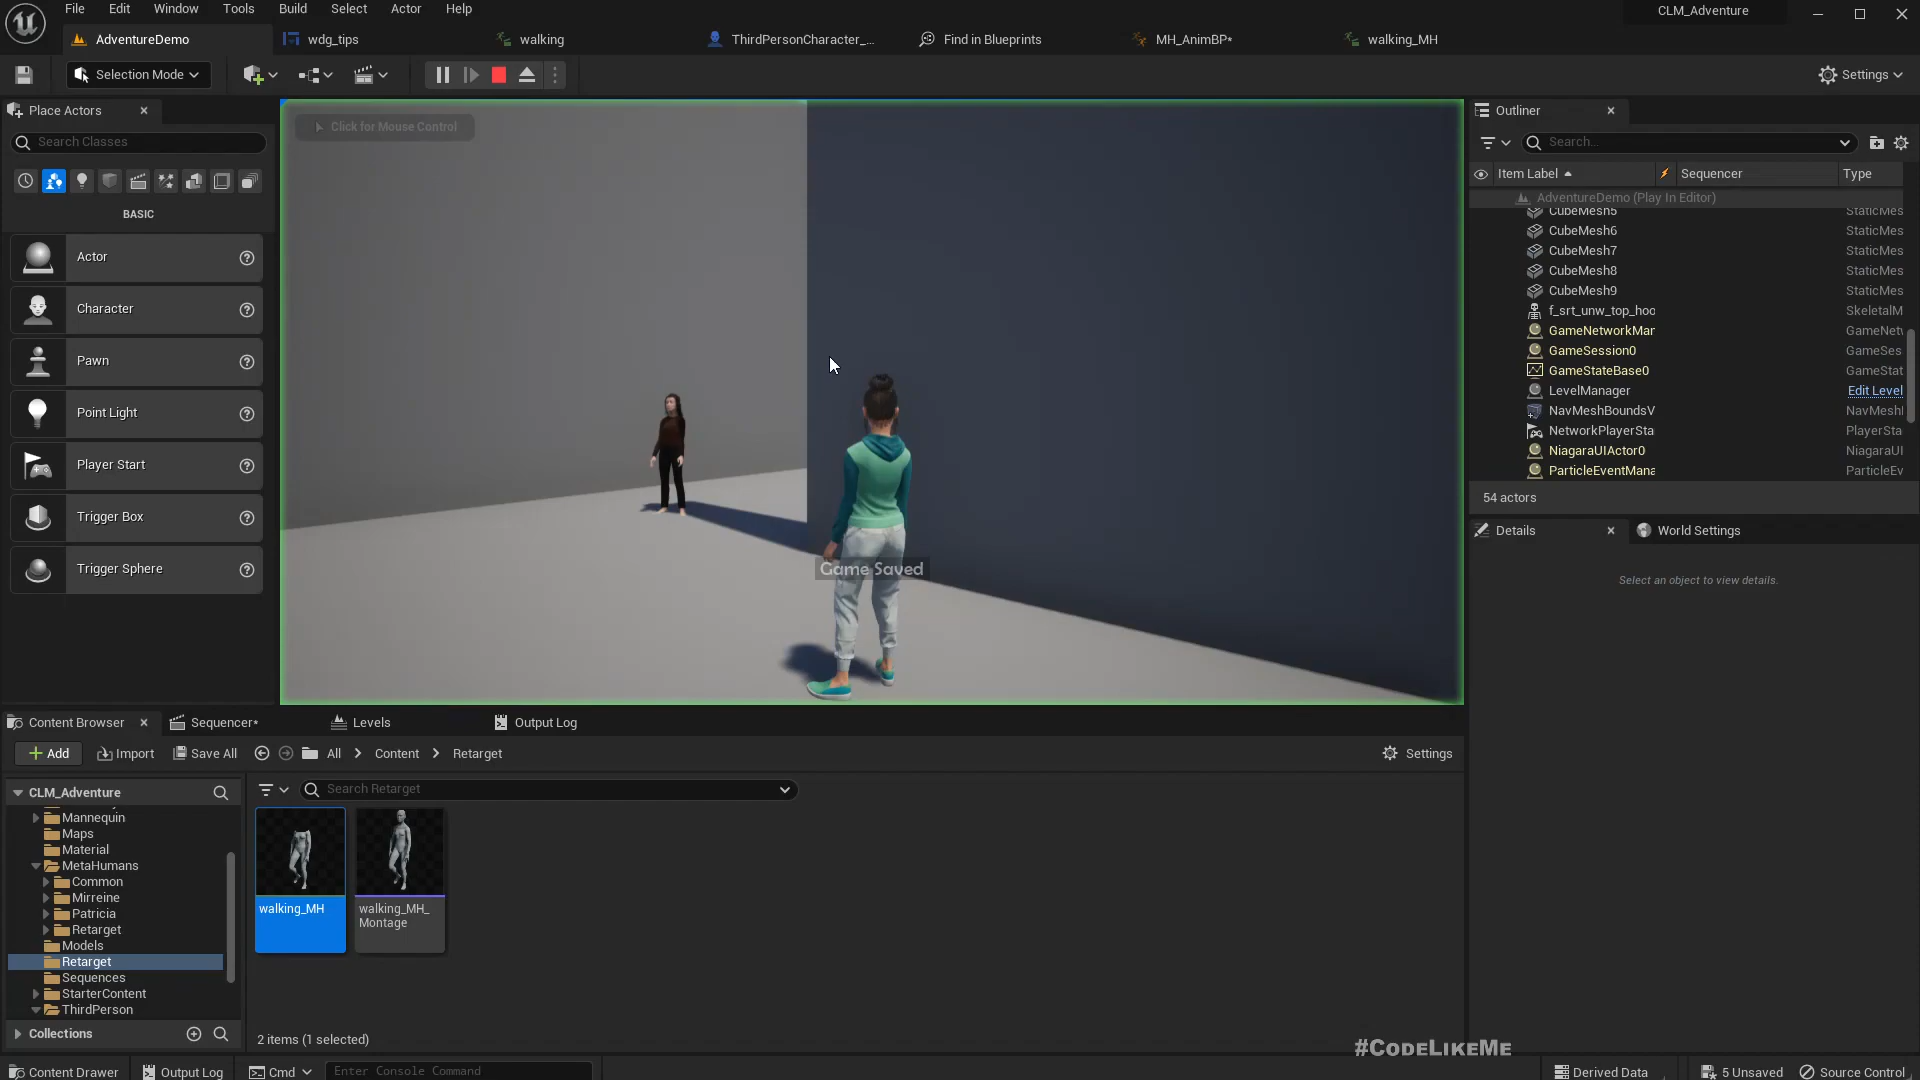 File Edit Window Tools Build Select Actor Help
CLM_Adventure
AdventureDemo
wdg_tips
walking
ThirdPersonCharacter_...
Find in Blueprints
MH_AnimBP*
walking_MH
Selection Mode
Settings
Place Actors
Search Classes
BASIC
Actor
Character
Pawn
Point Light
Player Start
Trigger Box
Trigger Sphere
Click for Mouse Control
Game Saved
Outliner
Search...
Item Label Sequencer Type
AdventureDemo (Play In Editor)
CubeMesh5 StaticMes
CubeMesh6 StaticMes
CubeMesh7 StaticMes
CubeMesh8 StaticMes
CubeMesh9 StaticMes
f_srt_unw_top_hoo SkeletalM
GameNetworkMan GameNetv
GameSession0 GameSes
GameStateBase0 GameStat
LevelManager Edit Level
NavMeshBoundsV NavMeshI
NetworkPlayerSta PlayerSta
NiagaraUIActor0 NiagaraUI
ParticleEventMana ParticleEv
54 actors
Details
World Settings
Select an object to view details.
Content Browser
Sequencer*
Levels
Output Log
Add
Import
Save All
All
Content
Retarget
Settings
CLM_Adventure
Search Retarget
Mannequin
Maps
Material
MetaHumans
Common
Mirreine
Patricia
Retarget
Models
Retarget
Sequences
StarterContent
ThirdPerson
Collections
walking_MH
walking_MH_
Montage
2 items (1 selected)
#CodeLikeMe
Content Drawer
Output Log
Cmd
Enter Console Command
Derived Data
5 Unsaved
Source Control